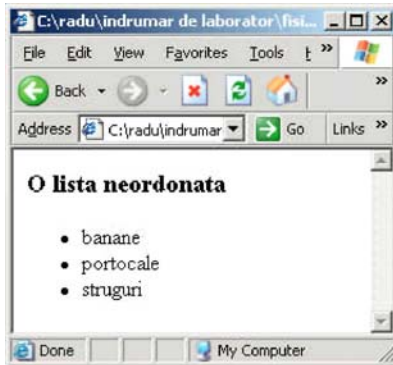 C:\radu\indrumar de laborator\fisi...
File Edit View Favorites Tools »
Back »
Address C:\radu\indrumar Go Links »
O lista neordonata
• banane
• portocale
• struguri
Done My Computer